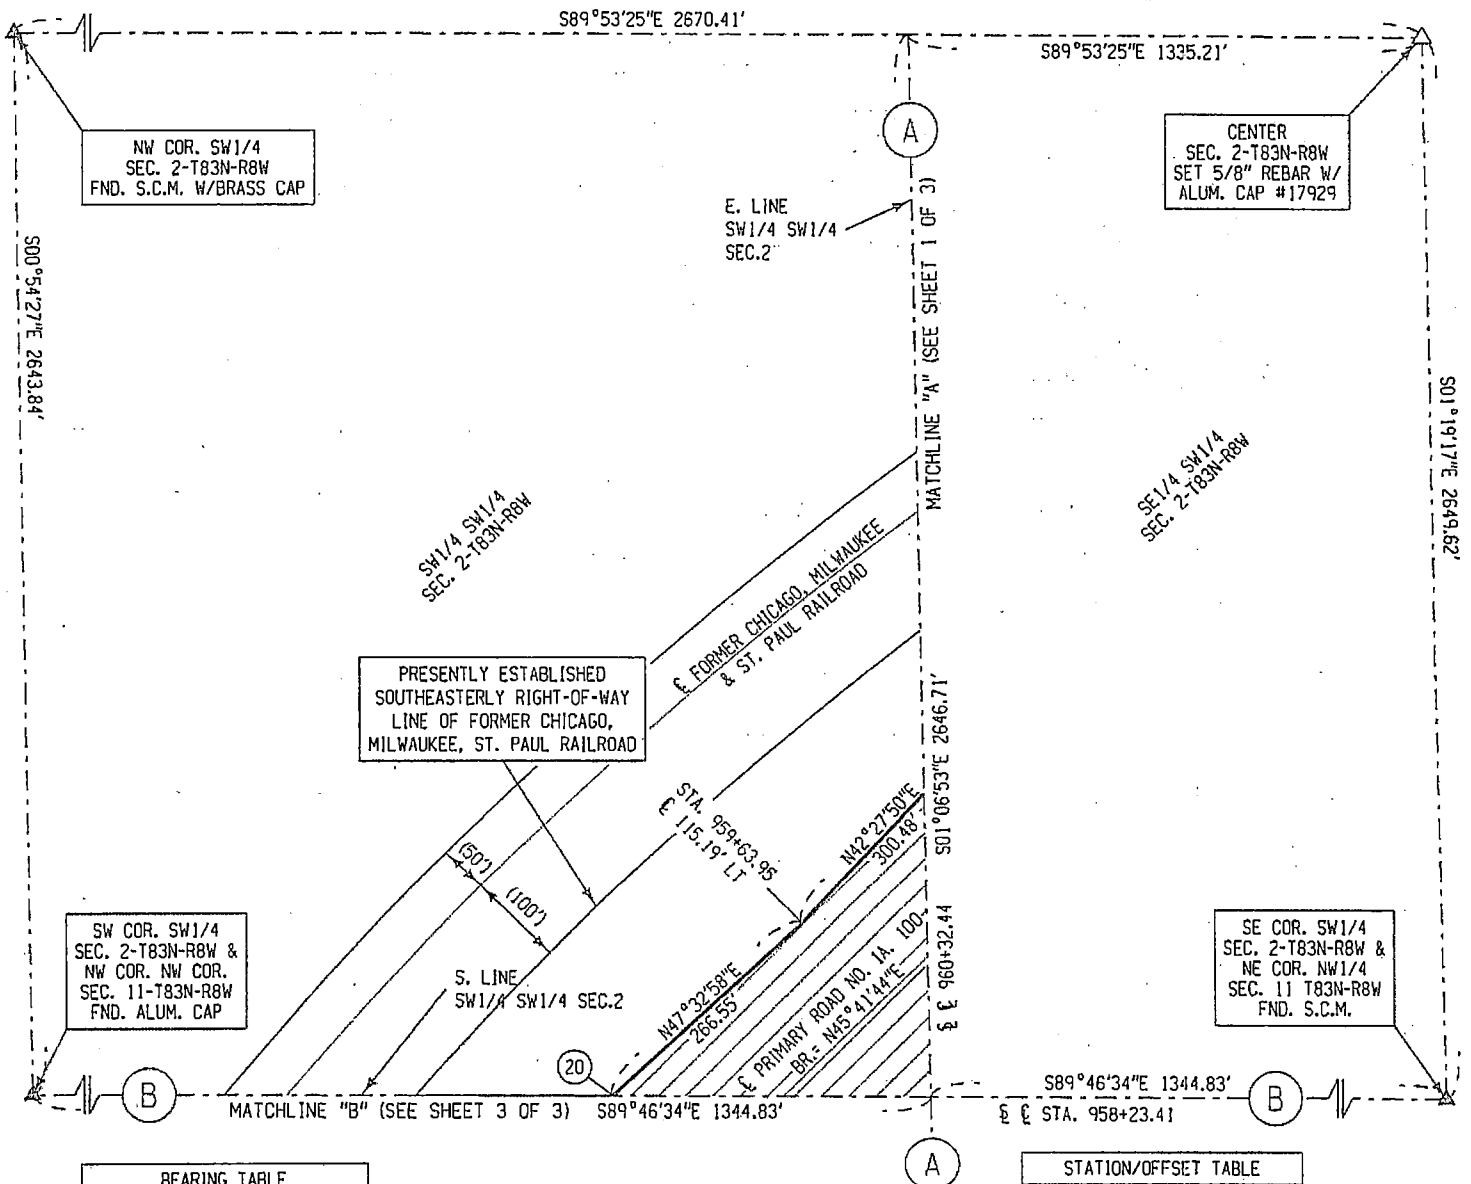 S89°53'25"E 2670.41'
S89°53'25"E 1335.21'
NW COR. SW1/4
SEC. 2-T83N-R8W
FND. S.C.M. W/BRASS CAP
A
CENTER
SEC. 2-T83N-R8W
SET 5/8" REBAR W/
ALUM. CAP #17929
E. LINE
SW1/4 SW1/4
SEC.2
MATCHLINE "A" (SEE SHEET 1 OF 3)
S00°54'27"E 2643.84'
S01°19'17"E 2649.62'
SW1/4 SW1/4
SEC. 2-T83N-R8W
SE1/4 SW1/4
SEC. 2-T83N-R8W
℄ FORMER CHICAGO, MILWAUKEE
& ST. PAUL RAILROAD
PRESENTLY ESTABLISHED
SOUTHEASTERLY RIGHT-OF-WAY
LINE OF FORMER CHICAGO,
MILWAUKEE, ST. PAUL RAILROAD
S01°06'53"E 2646.71'
STA. 959+63.95
℄ 115.19' LT
N42°27'50"E
300.48'
(50')
(100')
SW COR. SW1/4
SEC. 2-T83N-R8W &
NW COR. NW COR.
SEC. 11-T83N-R8W
FND. ALUM. CAP
S. LINE
SW1/4 SW1/4 SEC.2
N47°32'58"E
266.55'
℄ PRIMARY ROAD NO. 1A. 100
BR.= N45°41'44"E
960+32.44
SE COR. SW1/4
SEC. 2-T83N-R8W &
NE COR. NW1/4
SEC. 11 T83N-R8W
FND. S.C.M.
20
B
MATCHLINE "B" (SEE SHEET 3 OF 3)
S89°46'34"E 1344.83'
S89°46'34"E 1344.83'
STA. 958+23.41
B
A
BEARING TABLE
STATION/OFFSET TABLE